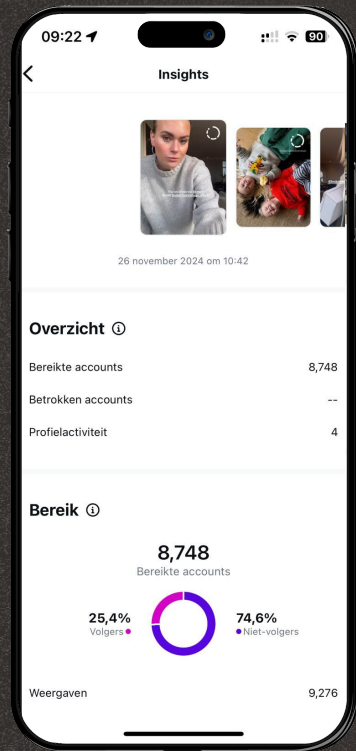 09:22
90
Insights
26 november 2024 om 10:42
Overzicht
Bereikte accounts 8,748
Betrokken accounts --
Profielactiviteit 4
Bereik
8,748
Bereikte accounts
25,4% 74,6%
Volgers Niet-volgers
Weergaven 9,276